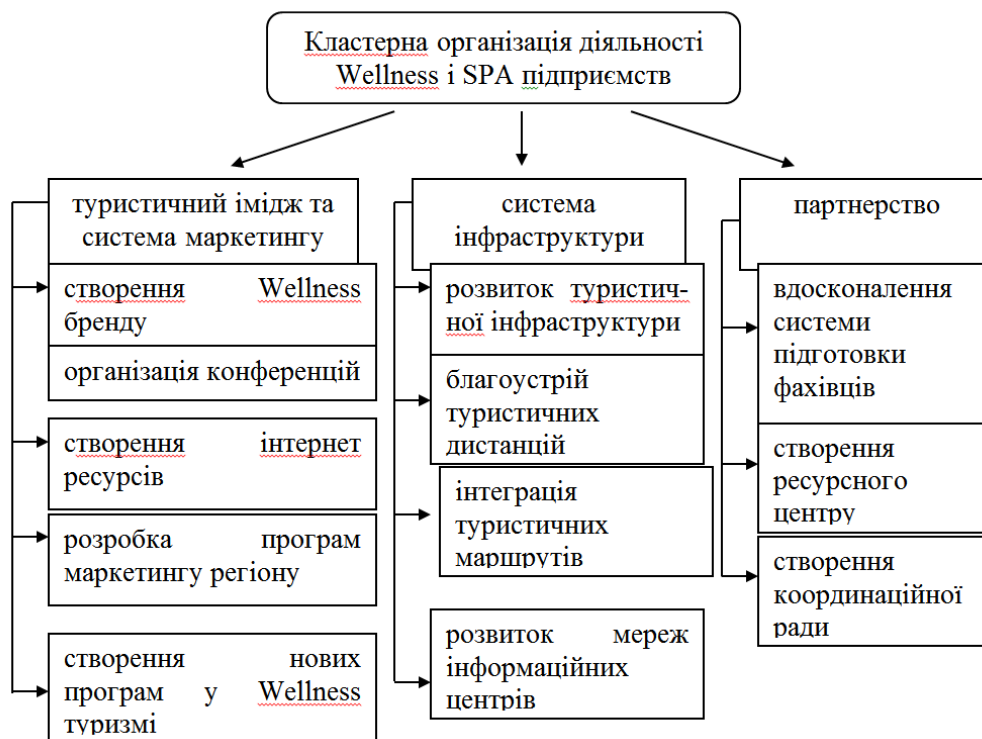 Кластерна організація діяльності
Wellness і SPA підприємств
туристичний імідж та
система маркетингу
створення Wellness
бренду
організація конференцій
створення інтернет
ресурсів
розробка програм
маркетингу регіону
створення нових
програм у Wellness
туризмі
система
інфраструктури
розвиток туристич-
ної інфраструктури
благоустрій
туристичних
дистанцій
інтеграція
туристичних
маршрутів
розвиток мереж
інформаційних
центрів
партнерство
вдосконалення
системи
підготовки
фахівців
створення
ресурсного
центру
створення
координаційної
ради